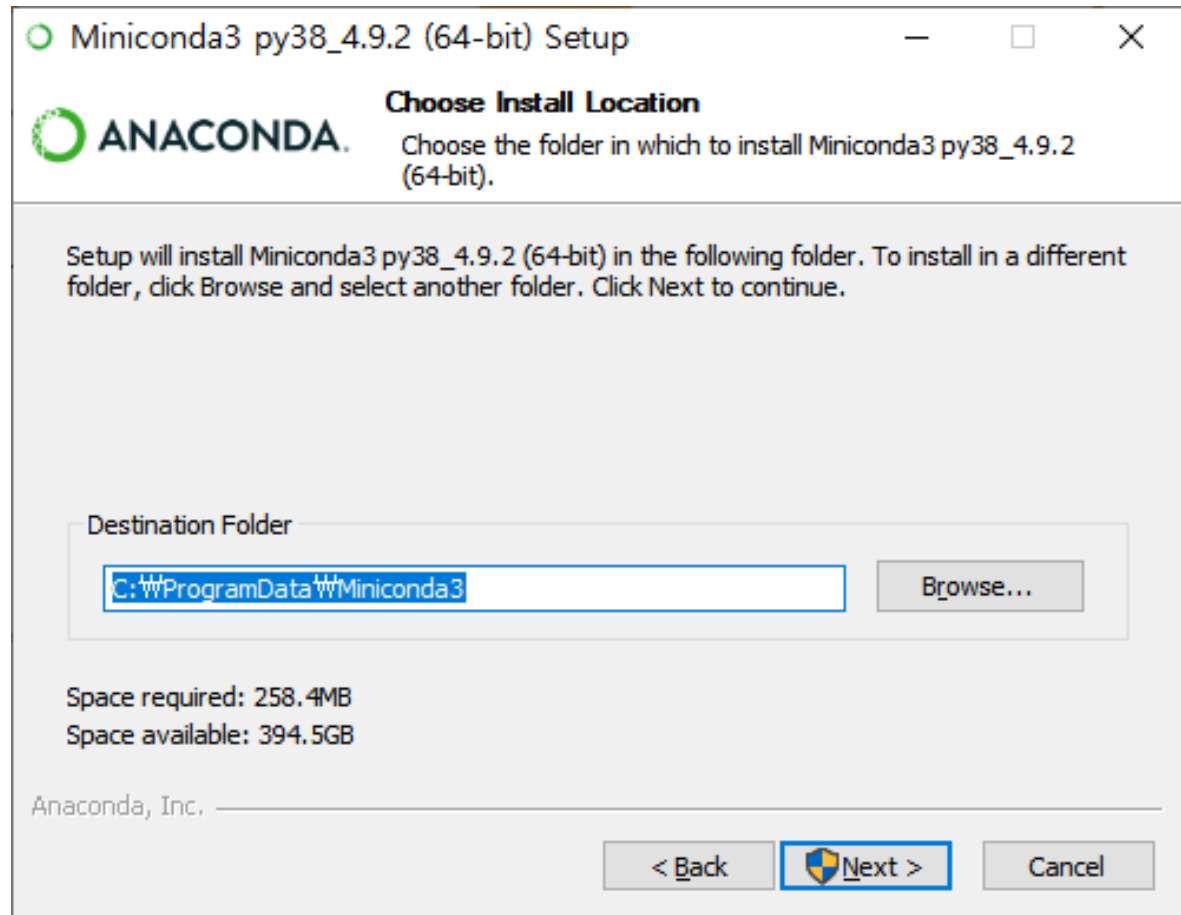 Miniconda3 py38_4.9.2 (64-bit) Setup
ANACONDA.
Choose Install Location
Choose the folder in which to install Miniconda3 py38_4.9.2
(64-bit).
Setup will install Miniconda3 py38_4.9.2 (64-bit) in the following folder. To install in a different
folder, click Browse and select another folder. Click Next to continue.
Destination Folder
C:₩ProgramData₩Miniconda3
Browse...
Space required: 258.4MB
Space available: 394.5GB
Anaconda, Inc.
< Back
Next >
Cancel